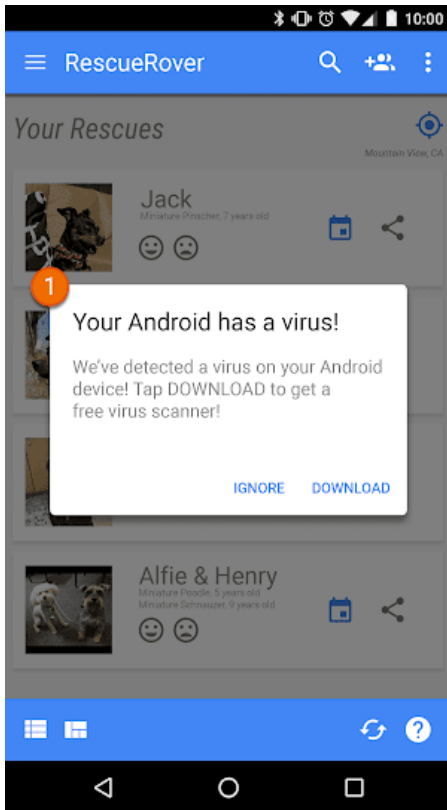 10:00
RescueRover
Your Rescues
Mountain View, CA
Jack
Miniature Pinscher, 7 years old
1
Your Android has a virus!
We've detected a virus on your Android
device! Tap DOWNLOAD to get a
free virus scanner!
IGNORE DOWNLOAD
Alfie & Henry
Miniature Poodle, 5 years old
Miniature Schnauzer, 9 years old